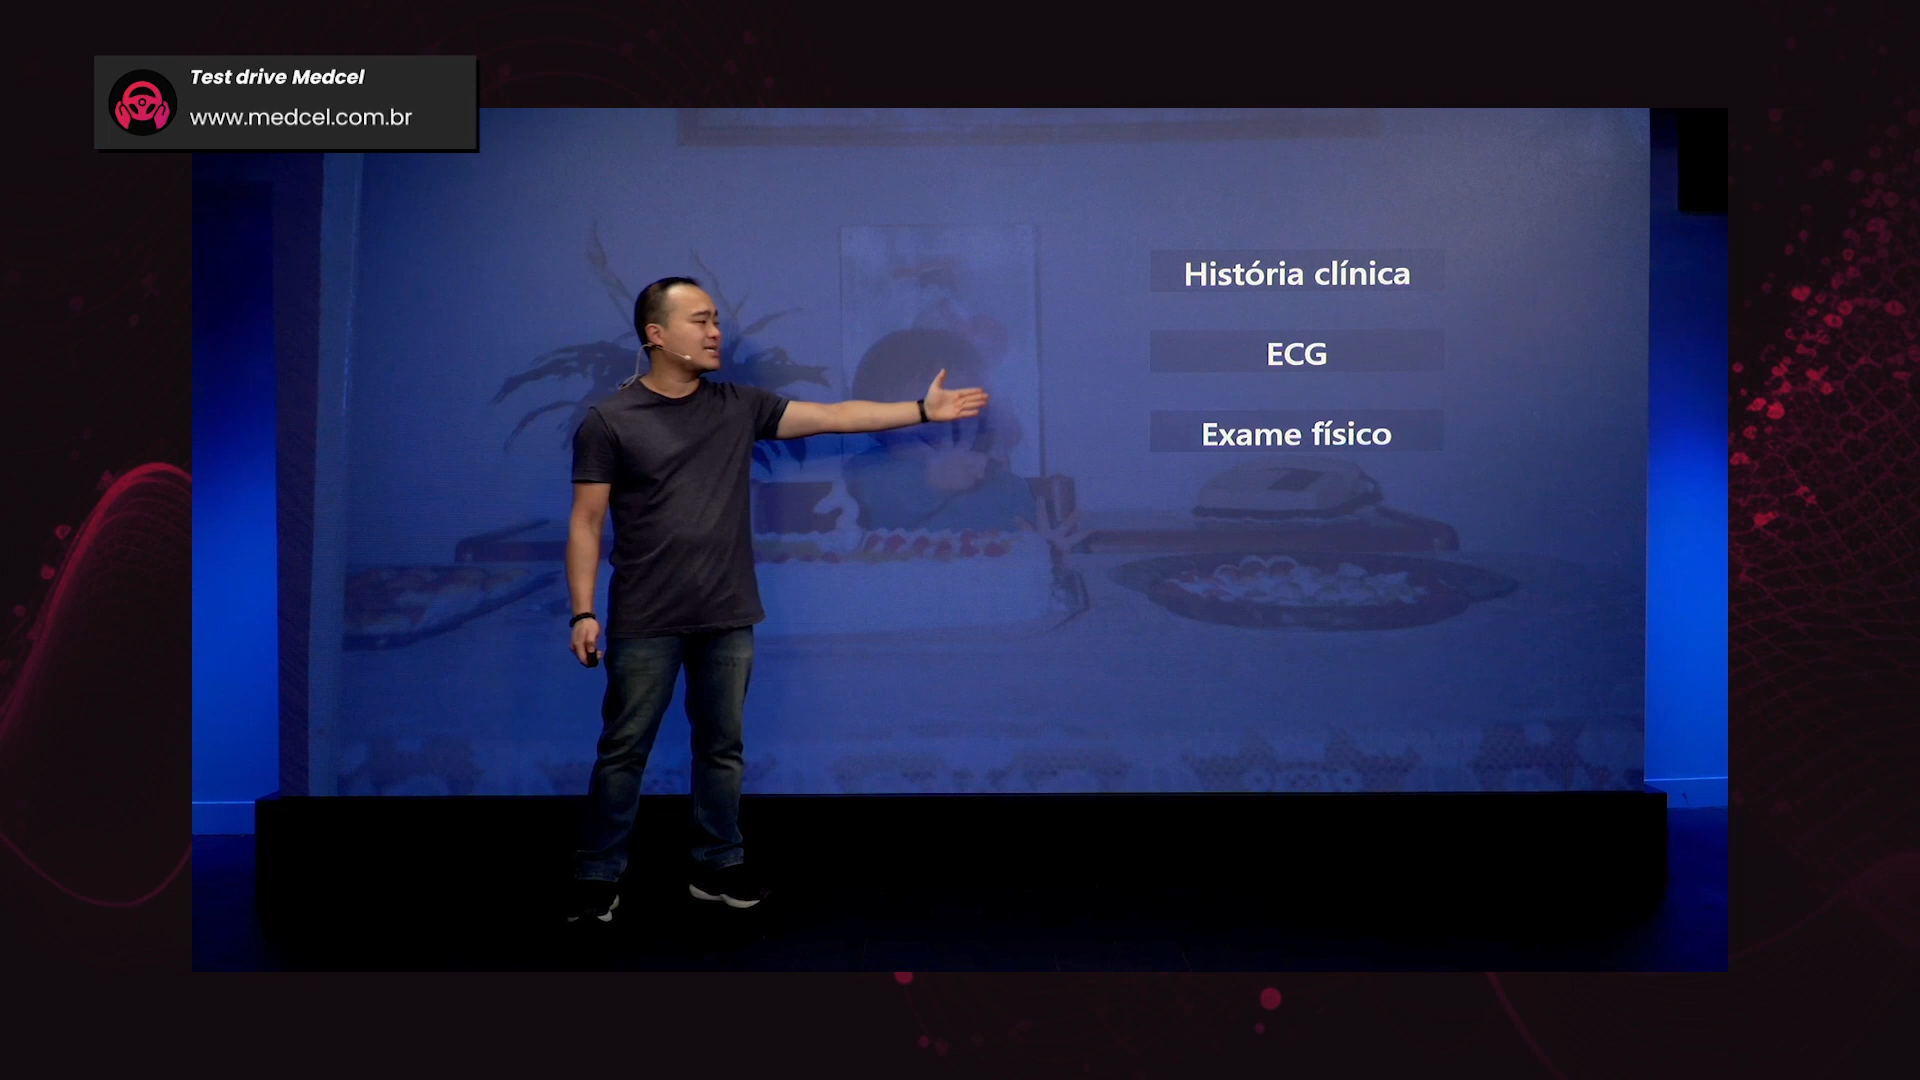 Test drive Medcel
www.medcel.com.br
História clínica
ECG
Exame físico